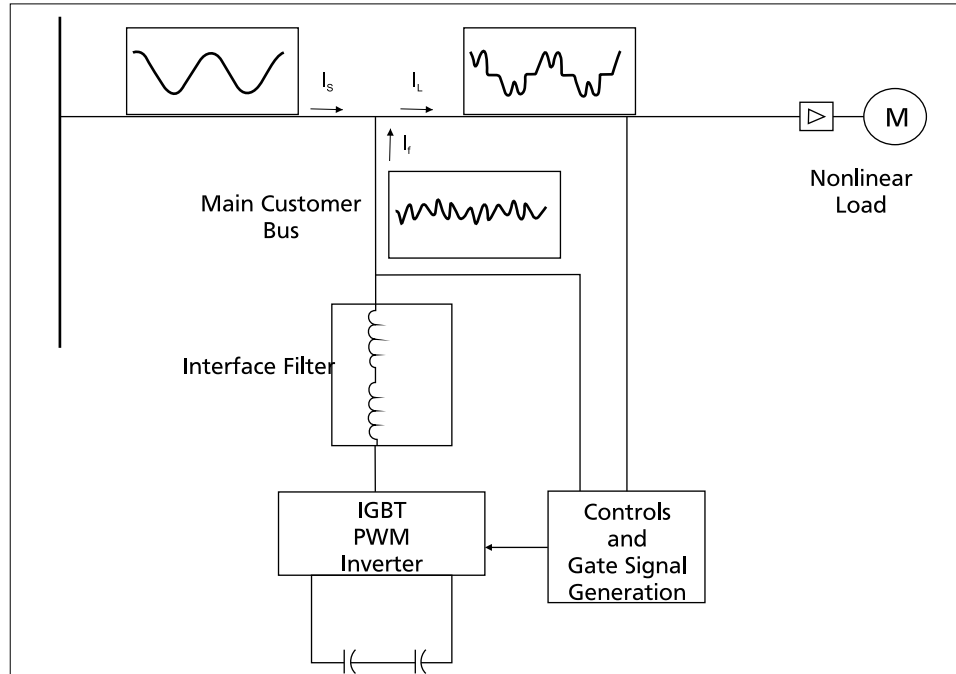 I_S
I_L
I_f
M
Nonlinear
Load
Main Customer
Bus
Interface Filter
IGBT
PWM
Inverter
Controls
and
Gate Signal
Generation